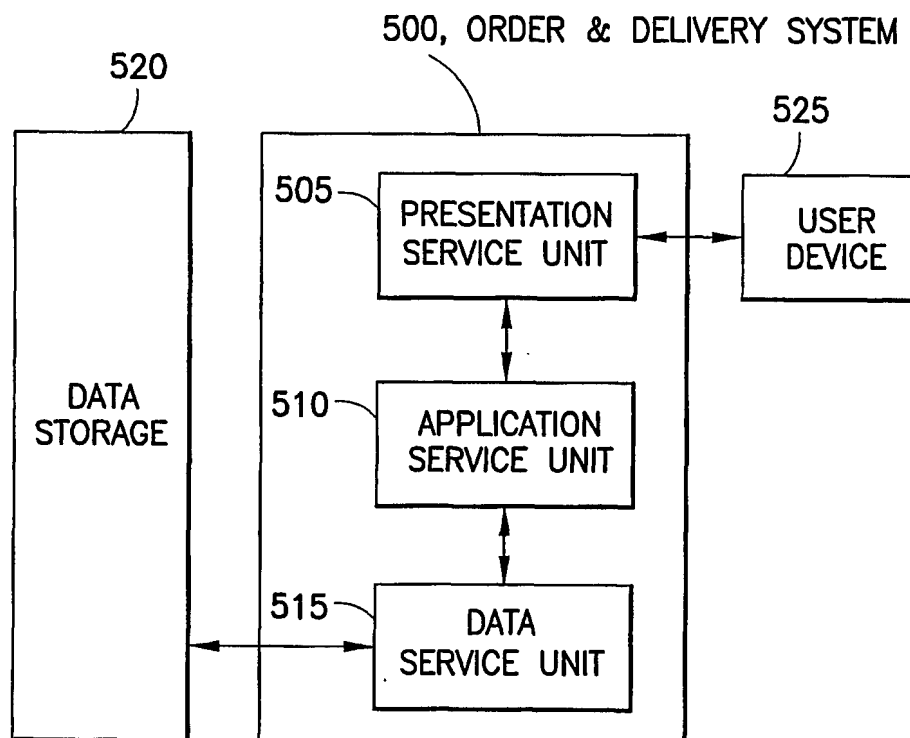 500, ORDER & DELIVERY SYSTEM
520
525
505
PRESENTATION
SERVICE UNIT
USER
DEVICE
510
APPLICATION
SERVICE UNIT
DATA
STORAGE
515
DATA
SERVICE UNIT